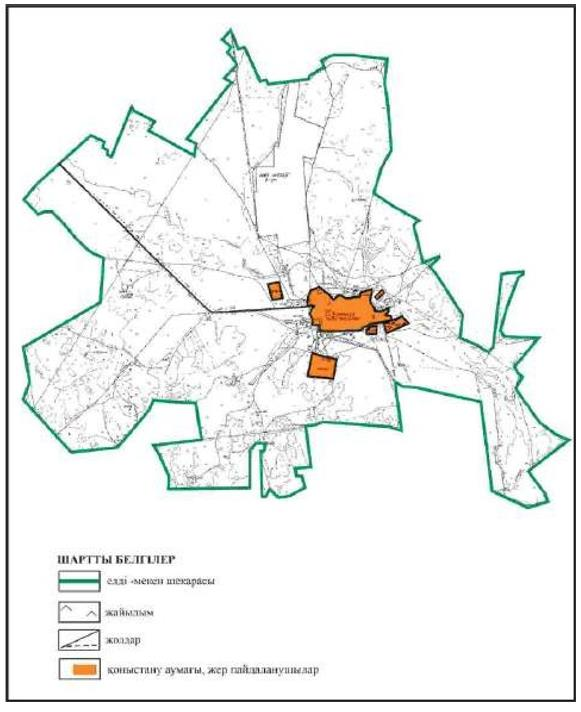 ШАРТТЫ БЕЛГІЛЕР
елді -мекен шекарасы
жайылым
жолдар
қоныстану аумағы, жер пайдаланушылар